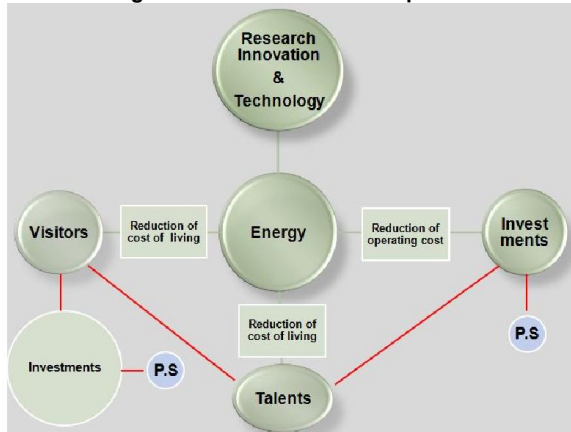 Research
Innovation
&
Technology
Visitors
Reduction of
cost of living
Energy
Reduction of
operating cost
Invest
ments
Reduction of
cost of living
P.S
Investments
P.S
Talents